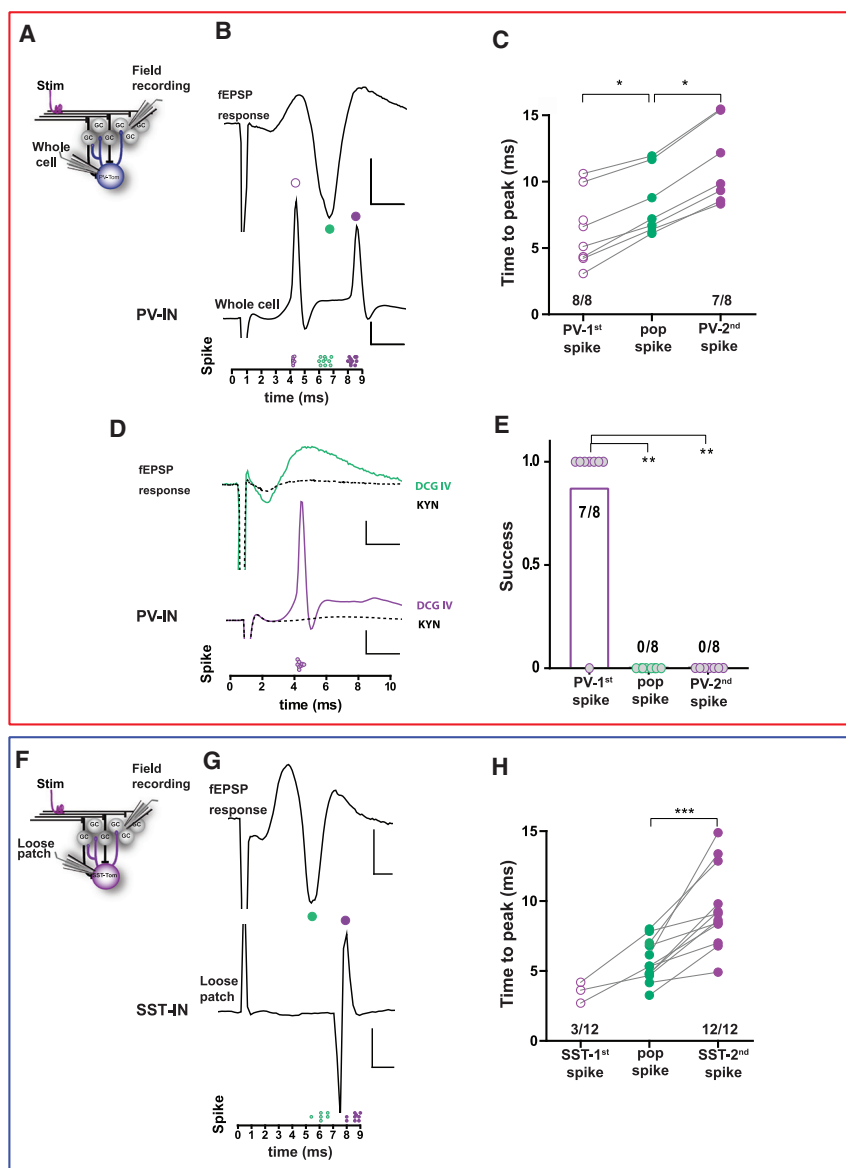 A
Stim
Field
recording
GC
GC
GC
GC
GC
GC
Whole
cell
PV-Tom
B
fEPSP
response
PV-IN
Whole cell
Spike
0 1 2 3 4 5 6 7 8 9
time (ms)
C
Time to peak (ms)
15
10
5
0
*
*
8/8
7/8
PV-1st
spike
pop
spike
PV-2nd
spike
D
fEPSP
response
DCG IV
KYN
PV-IN
DCG IV
KYN
Spike
0 2 4 6 8 10
time (ms)
E
Success
1.0
0.5
0
**
**
7/8
0/8
0/8
PV-1st
spike
pop
spike
PV-2nd
spike
F
Stim
Field
recording
GC
GC
GC
GC
GC
GC
Loose
patch
SST-Tom
G
fEPSP
response
SST-IN
Loose
patch
Spike
0 1 2 3 4 5 6 7 8 9
time (ms)
H
Time to peak (ms)
15
10
5
0
***
3/12
12/12
SST-1st
spike
pop
spike
SST-2nd
spike